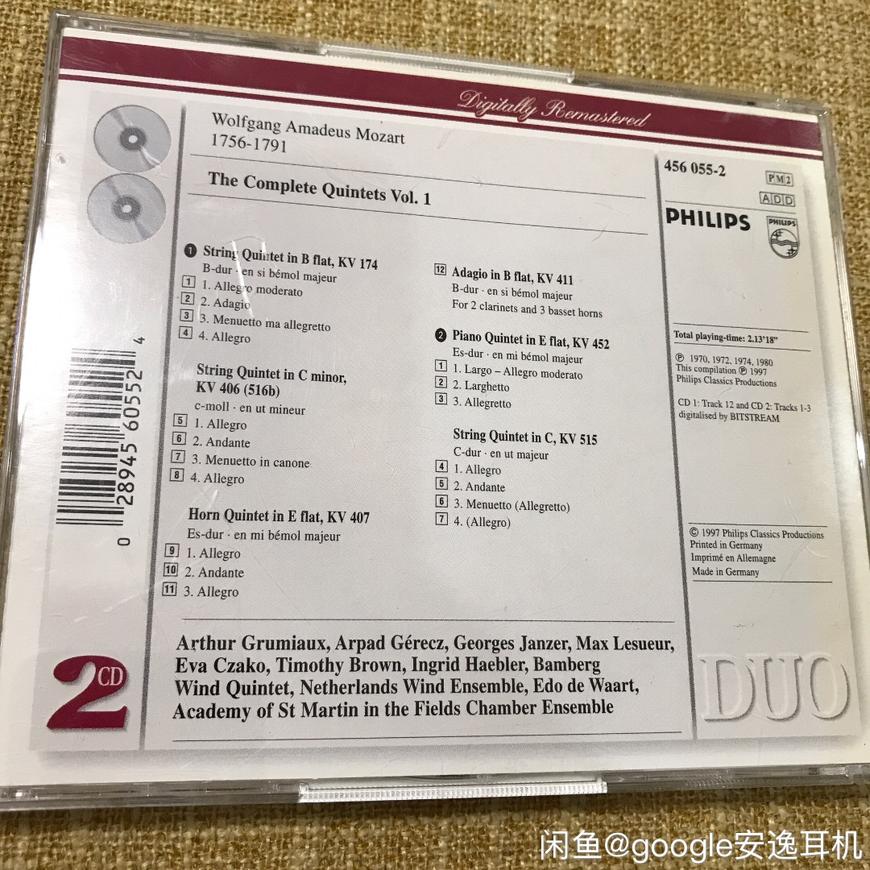 Digitally Remastered
Wolfgang Amadeus Mozart
1756-1791
The Complete Quintets Vol. 1
1 String Quintet in B flat, KV 174
B-dur · en si bémol majeur
1 1. Allegro moderato
2 2. Adagio
3 3. Menuetto ma allegretto
4 4. Allegro
String Quintet in C minor,
KV 406 (516b)
c-moll · en ut mineur
5 1. Allegro
6 2. Andante
7 3. Menuetto in canone
8 4. Allegro
Horn Quintet in E flat, KV 407
Es-dur · en mi bémol majeur
9 1. Allegro
10 2. Andante
11 3. Allegro
12 Adagio in B flat, KV 411
B-dur · en si bémol majeur
For 2 clarinets and 3 basset horns
2 Piano Quintet in E flat, KV 452
Es-dur · en mi bémol majeur
1 1. Largo – Allegro moderato
2 2. Larghetto
3 3. Allegretto
String Quintet in C, KV 515
C-dur · en ut majeur
4 1. Allegro
5 2. Andante
6 3. Menuetto (Allegretto)
7 4. (Allegro)
Arthur Grumiaux, Arpad Gérecz, Georges Janzer, Max Lesueur,
Eva Czako, Timothy Brown, Ingrid Haebler, Bamberg
Wind Quintet, Netherlands Wind Ensemble, Edo de Waart,
Academy of St Martin in the Fields Chamber Ensemble
456 055-2
PM2
ADD
PHILIPS
PHILIPS
Total playing-time: 2.13'18"
Ⓟ 1970, 1972, 1974, 1980
This compilation Ⓟ 1997
Philips Classics Productions
CD 1: Track 12 and CD 2: Tracks 1-3
digitalised by BITSTREAM
© 1997 Philips Classics Productions
Printed in Germany
Imprimé en Allemagne
Made in Germany
DUO
0 28945 60552 4
2 CD
闲鱼@google安逸耳机